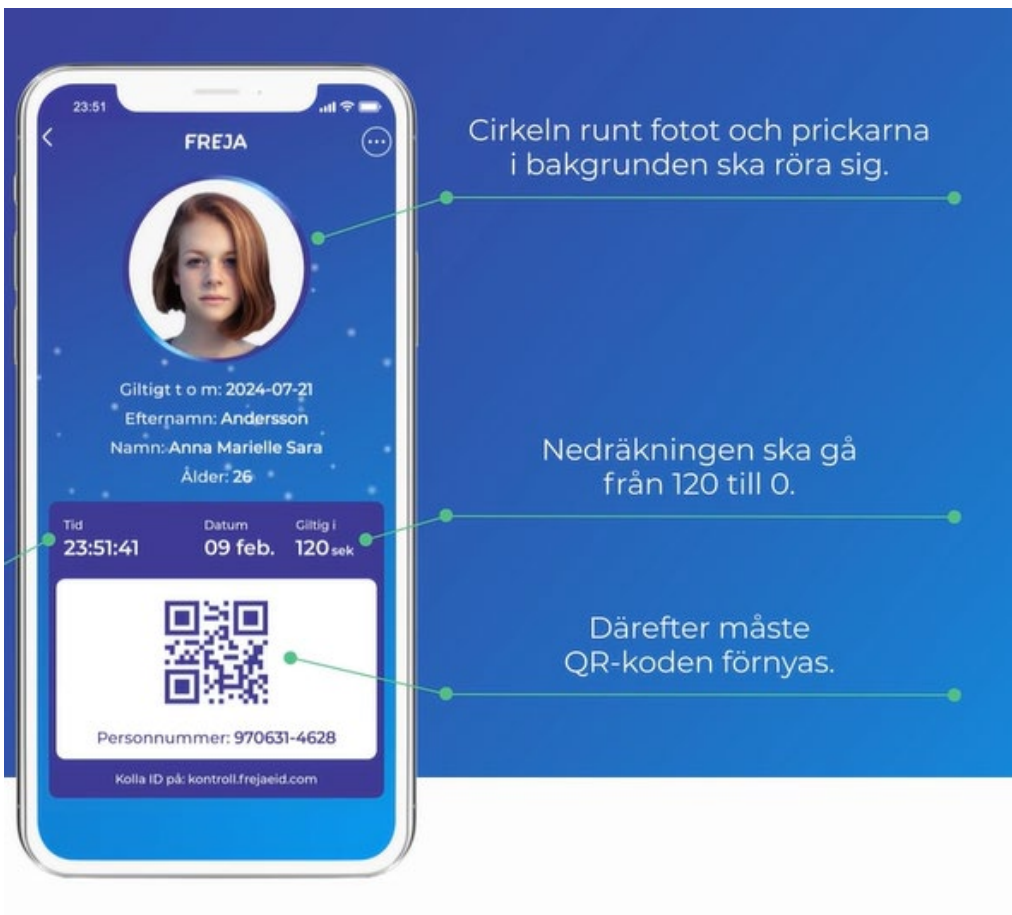 23:51
FREJA
Cirkeln runt fotot och prickarna
i bakgrunden ska röra sig.
Giltigt t o m: 2024-07-21
Efternamn: Andersson
Namn: Anna Marielle Sara
Ålder: 26
Nedräkningen ska gå
från 120 till 0.
Tid
Datum
Giltig i
23:51:41
09 feb.
120 sek
Därefter måste
QR-koden förnyas.
Personnummer: 970631-4628
Kolla ID på: kontroll.frejaeid.com